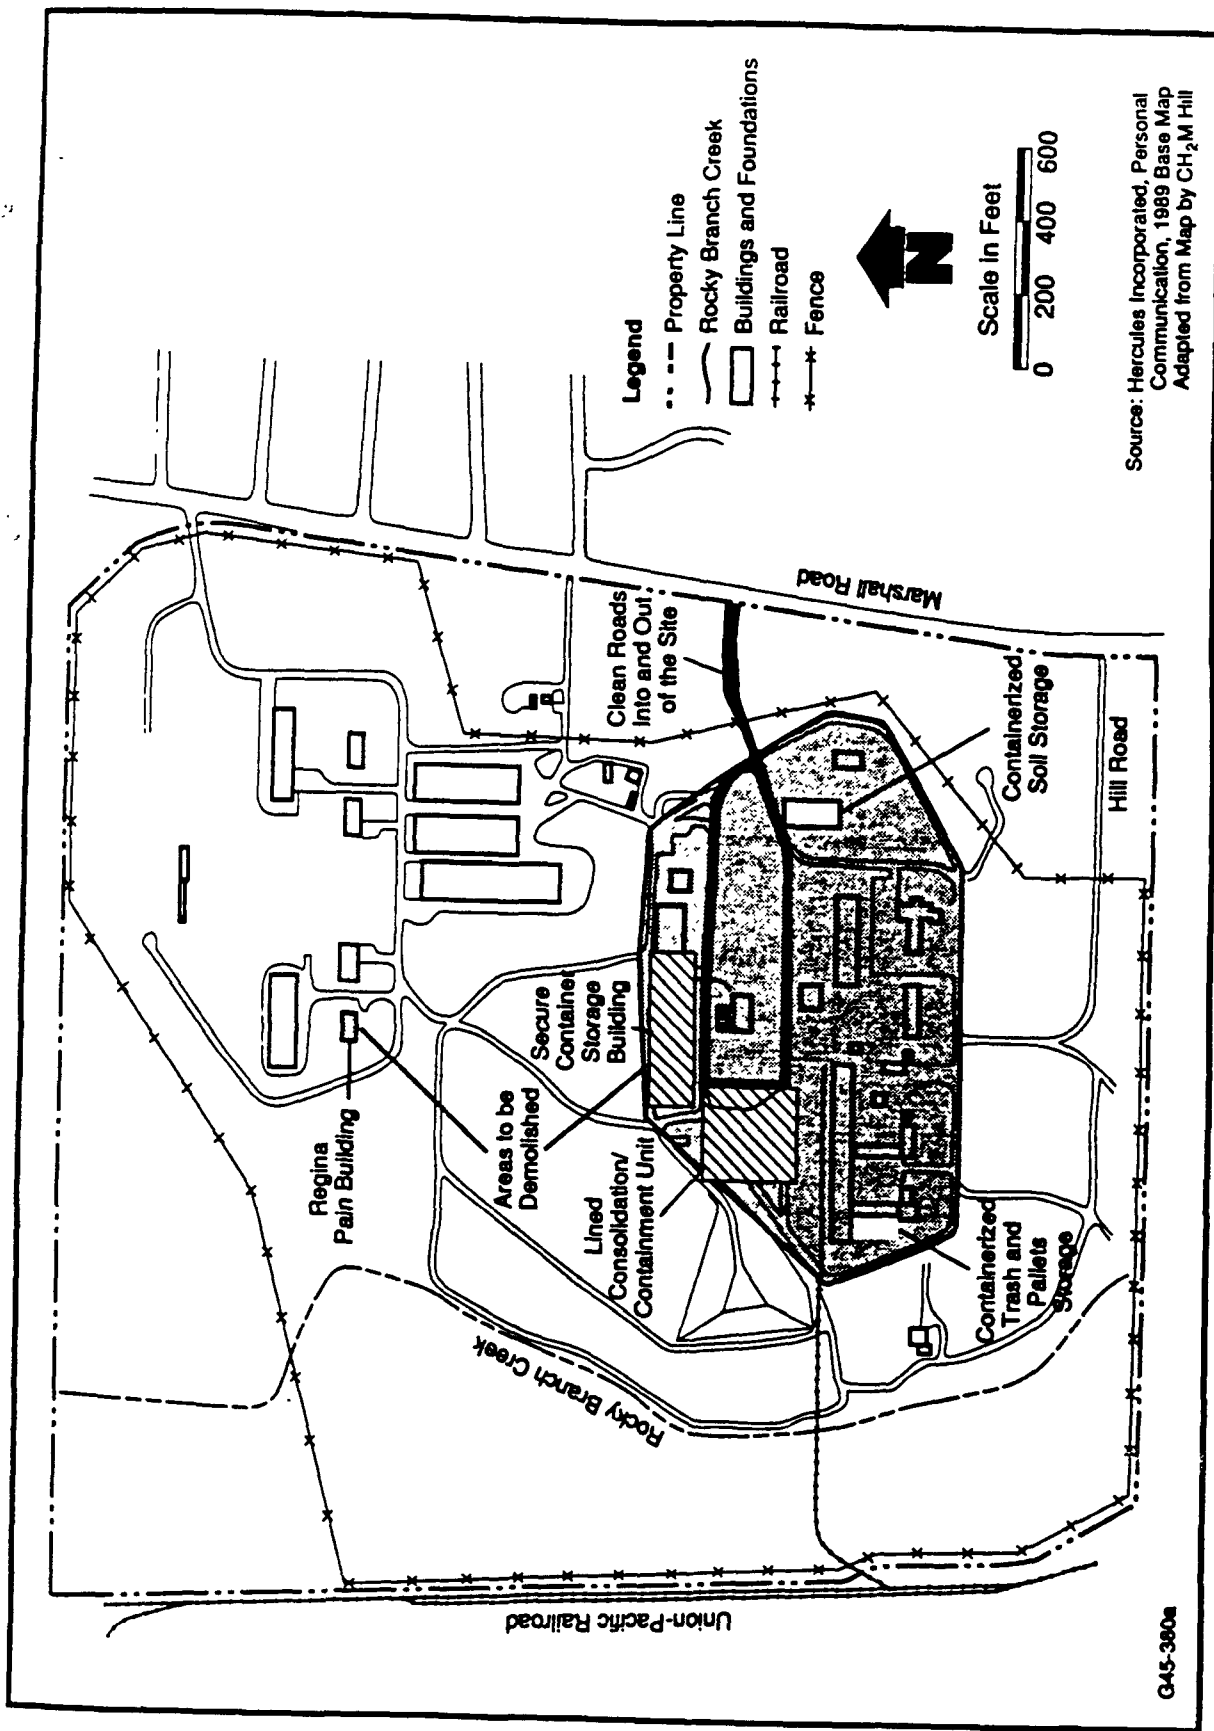 Regina
Pain Building
Areas to be
Demolished
Secure
Container
Storage
Building
Lined
Consolidation/
Containment Unit
Clean Roads
Into and Out
of the Site
Containerized
Soil Storage
Containerized
Trash and
Pallets
Storage
Rocky Branch Creek
Union-Pacific Railroad
Marshall Road
Hill Road
Legend
Property Line
Rocky Branch Creek
Buildings and Foundations
Railroad
Fence
N
Scale in Feet
0 200 400 600
Source: Hercules Incorporated, Personal
Communication, 1989 Base Map
Adapted from Map by CH₂M Hill
G45-380a